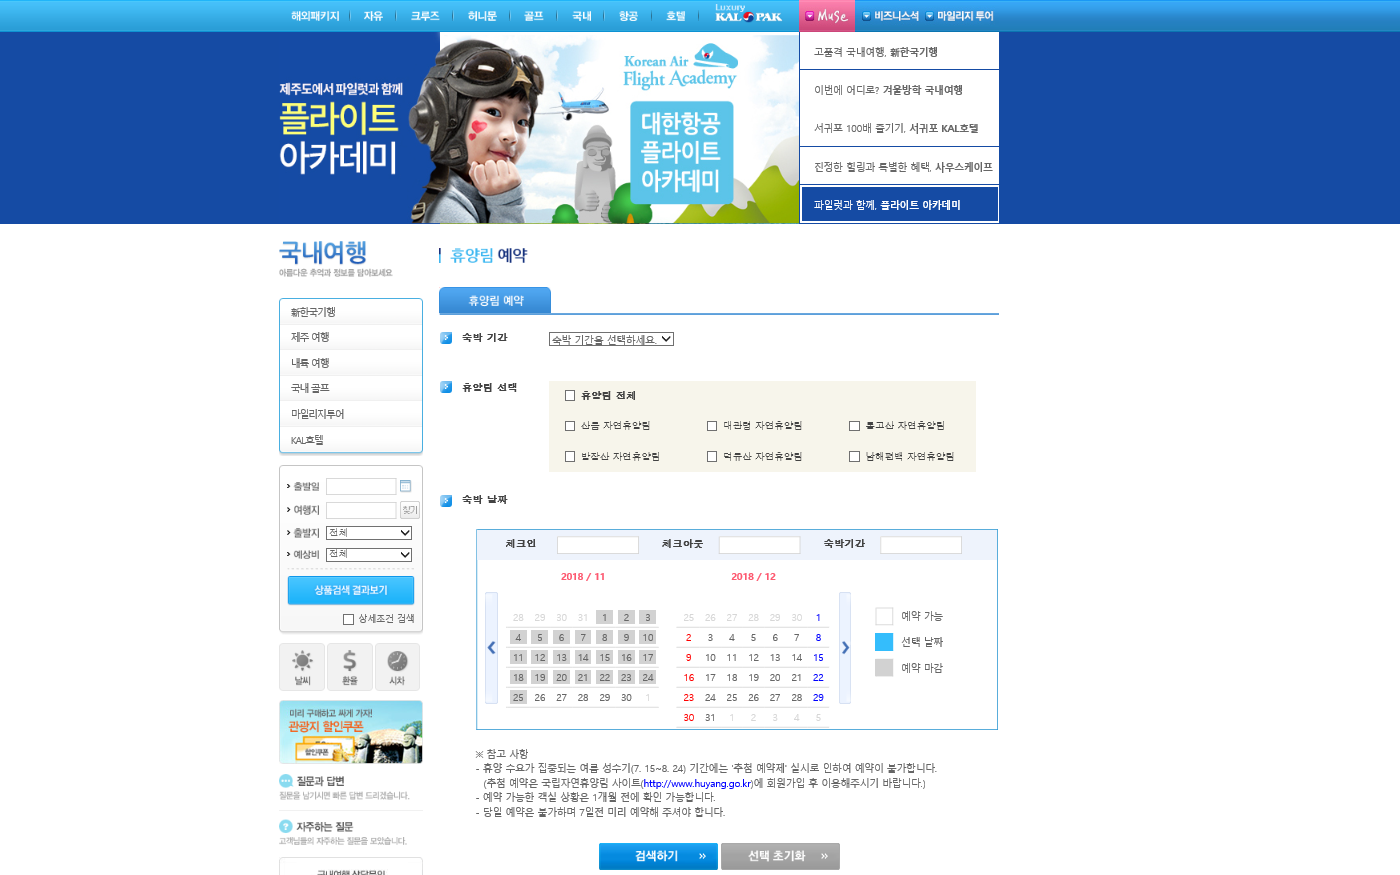 해외패키지 자유 크루즈 허니문 골프 국내 항공 호텔 Luxury KAL PAK MuSe 비즈니스석 마일리지 투어
제주도에서 파일럿과 함께
플라이트
아카데미
Korean Air
Flight Academy
대한항공
플라이트
아카데미
고품격 국내여행, 新한국기행
이번에 어디로? 겨울방학 국내여행
서귀포 100배 즐기기, 서귀포 KAL호텔
진정한 힐링과 특별한 혜택, 사우스케이프
파일럿과 함께, 플라이트 아카데미
국내여행
아름다운 추억과 정보를 담아보세요
新한국기행
제주 여행
내륙 여행
국내 골프
마일리지투어
KAL호텔
출발일
여행지 찾기
출발지 전체
예상비 전체
상품검색 결과보기
상세조건 검색
날씨 환율 시차
미리 구매하고 싸게 가자!
관광지 할인쿠폰
할인쿠폰
질문과 답변
질문을 남기시면 빠른 답변 드리겠습니다.
자주하는 질문
고객님들의 자주하는 질문을 모았습니다.
국내여행 상담문의
휴양림 예약
휴양림 예약
숙박 기간 숙박 기간을 선택하세요.
휴양림 선택 휴양림 전체
산음 자연휴양림 대관령 자연휴양림 통고산 자연휴양림
방장산 자연휴양림 덕유산 자연휴양림 남해편백 자연휴양림
숙박 날짜
체크인 체크아웃 숙박기간
2018 / 11
28 29 30 31 1 2 3
4 5 6 7 8 9 10
11 12 13 14 15 16 17
18 19 20 21 22 23 24
25 26 27 28 29 30 1
2018 / 12
25 26 27 28 29 30 1
2 3 4 5 6 7 8
9 10 11 12 13 14 15
16 17 18 19 20 21 22
23 24 25 26 27 28 29
30 31 1 2 3 4 5
예약 가능
선택 날짜
예약 마감
※ 참고 사항
- 휴양 수요가 집중되는 여름 성수기(7. 15~8. 24) 기간에는 '추첨 예약제' 실시로 인하여 예약이 불가합니다.
(추첨 예약은 국립자연휴양림 사이트(http://www.huyang.go.kr)에 회원가입 후 이용해주시기 바랍니다.)
- 예약 가능한 객실 상황은 1개월 전에 확인 가능합니다.
- 당일 예약은 불가하며 7일전 미리 예약해 주셔야 합니다.
검색하기 »
선택 초기화 »